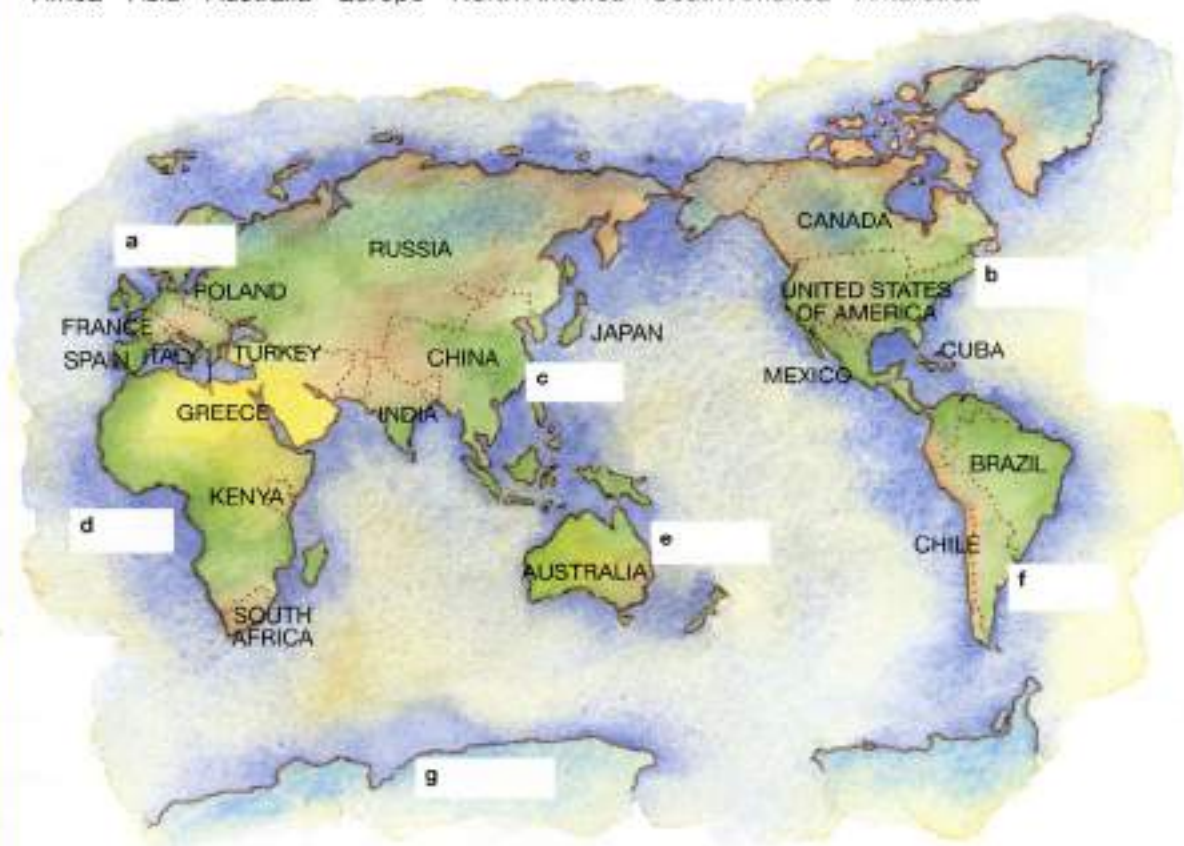 Africa Asia Australia Europe North America South America Antarctica
a
RUSSIA
CANADA
b
POLAND
UNITED STATES
OF AMERICA
FRANCE
JAPAN
SPAIN
ITALY
TURKEY
CHINA
CUBA
c
MEXICO
GREECE
INDIA
BRAZIL
KENYA
d
e
CHILE
AUSTRALIA
f
SOUTH
AFRICA
g